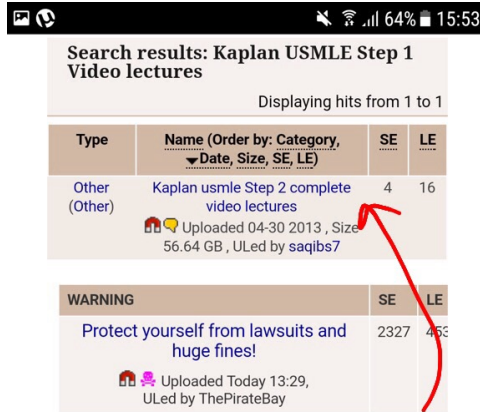 64% 15:53
Search results: Kaplan USMLE Step 1
Video lectures
Displaying hits from 1 to 1
Type Name (Order by: Category, SE LE
Date, Size, SE, LE)
Other Kaplan usmle Step 2 complete 4 16
(Other) video lectures
Uploaded 04-30 2013 , Size
56.64 GB , ULed by saqibs7
WARNING SE LE
Protect yourself from lawsuits and 2327 453
huge fines!
Uploaded Today 13:29,
ULed by ThePirateBay